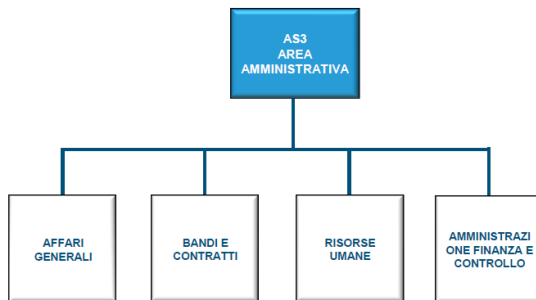 AS3
AREA
AMMINISTRATIVA
AFFARI
GENERALI
BANDI E
CONTRATTI
RISORSE
UMANE
AMMINISTRAZI
ONE FINANZA E
CONTROLLO